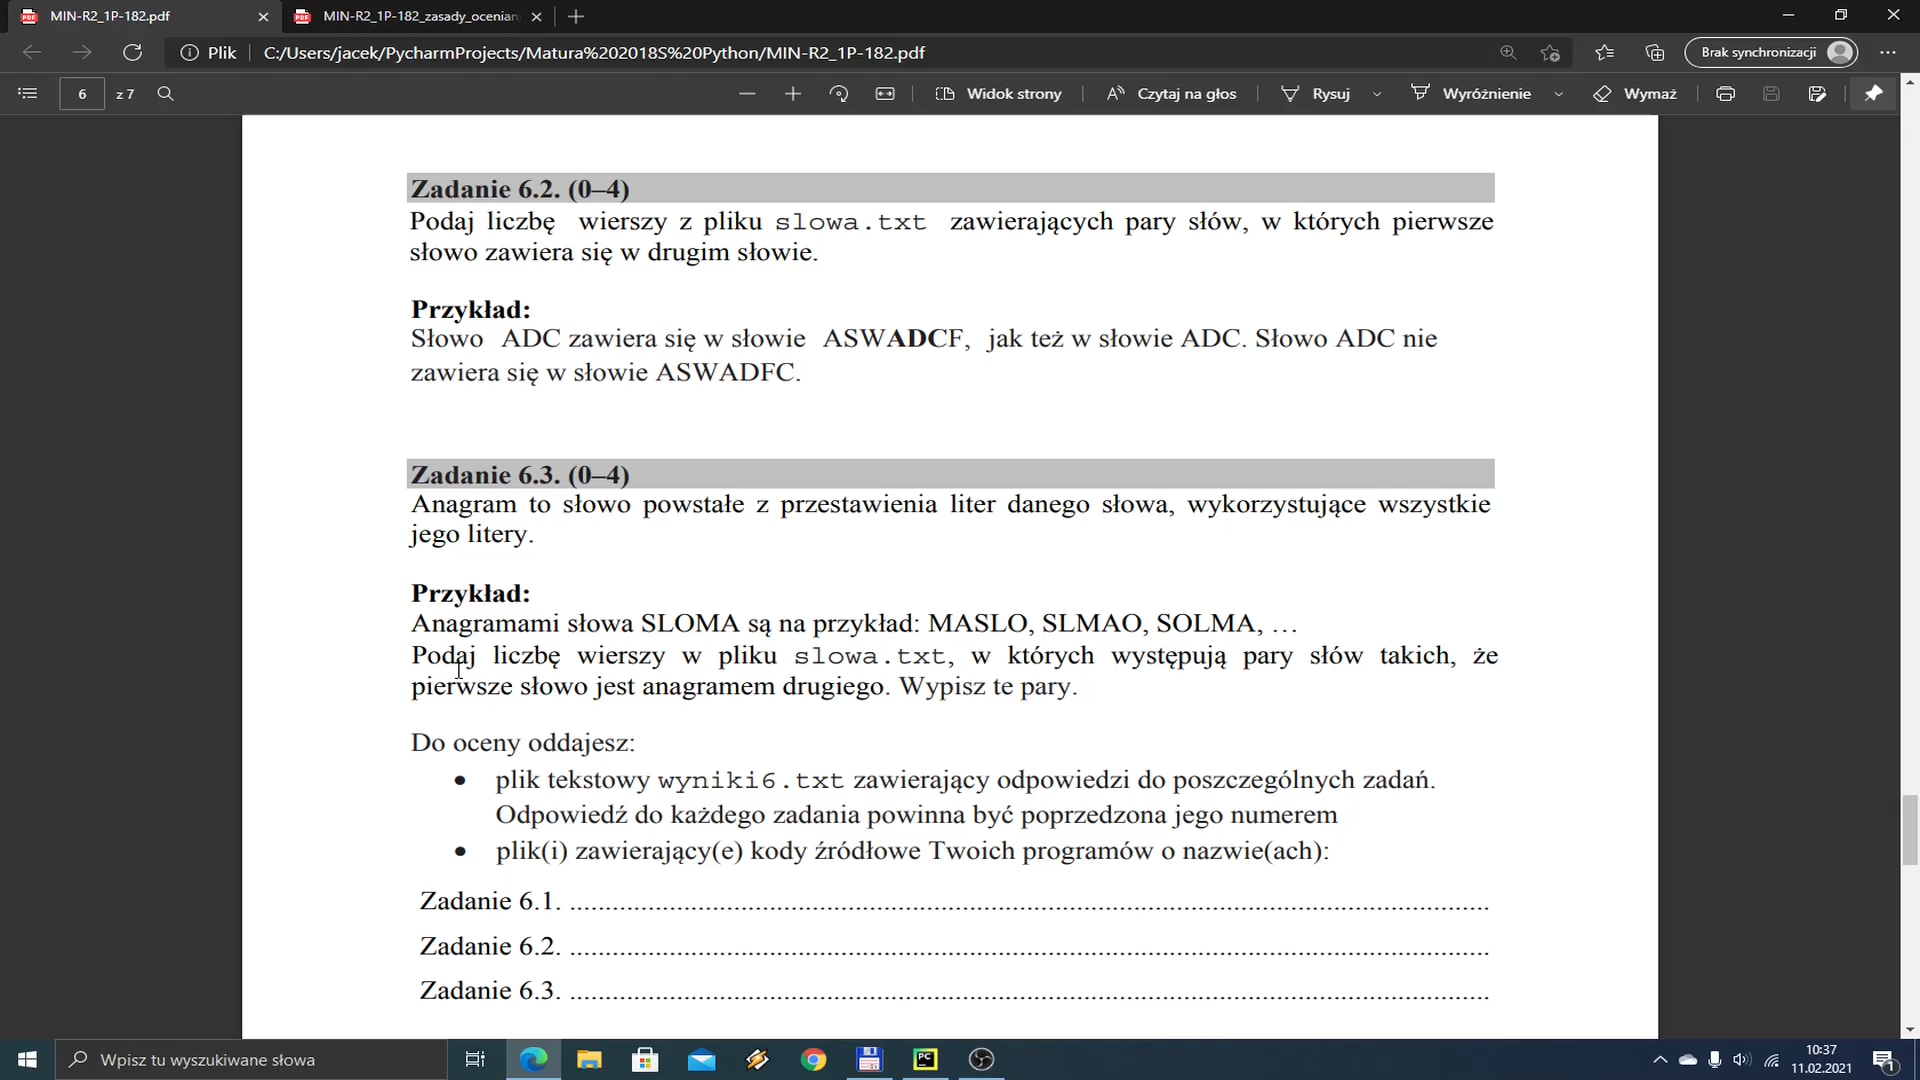 MIN-R2_1P-182.pdf
MIN-R2_1P-182_zasady_ocenian
Plik
C:/Users/jacek/PycharmProjects/Matura%202018S%20Python/MIN-R2_1P-182.pdf
Brak synchronizacji
6
z 7
Widok strony
Czytaj na głos
Rysuj
Wyróżnienie
Wymaż
Zadanie 6.2. (0–4)
Podaj liczbę wierszy z pliku slowa.txt zawierających pary słów, w których pierwsze
słowo zawiera się w drugim słowie.
Przykład:
Słowo ADC zawiera się w słowie ASWADCF, jak też w słowie ADC. Słowo ADC nie
zawiera się w słowie ASWADFC.
Zadanie 6.3. (0–4)
Anagram to słowo powstałe z przestawienia liter danego słowa, wykorzystujące wszystkie
jego litery.
Przykład:
Anagramami słowa SLOMA są na przykład: MASLO, SLMAO, SOLMA, …
Podaj liczbę wierszy w pliku slowa.txt, w których występują pary słów takich, że
pierwsze słowo jest anagramem drugiego. Wypisz te pary.
Do oceny oddajesz:
• plik tekstowy wyniki6.txt zawierający odpowiedzi do poszczególnych zadań.
Odpowiedź do każdego zadania powinna być poprzedzona jego numerem
• plik(i) zawierający(e) kody źródłowe Twoich programów o nazwie(ach):
Zadanie 6.1. ....................................................................................................
Zadanie 6.2. ....................................................................................................
Zadanie 6.3. ....................................................................................................
Wpisz tu wyszukiwane słowa
PC
10:37
11.02.2021
1